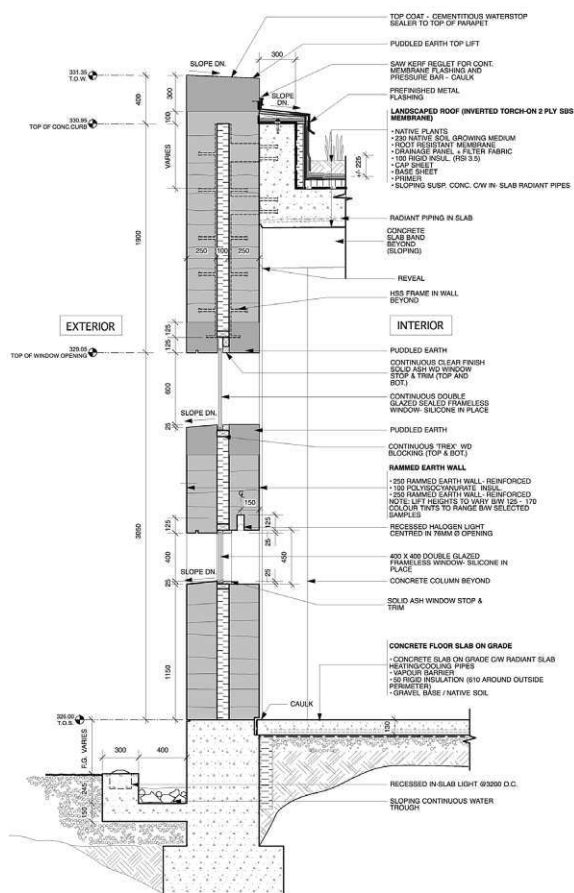 TOP COAT - CEMENTITIOUS WATERSTOP
SEALER TO TOP OF PARAPET
PUDDLED EARTH TOP LIFT
SAW KERF REGLET FOR CONT.
MEMBRANE FLASHING AND
PRESSURE BAR - CAULK
PREFINISHED METAL
FLASHING
LANDSCAPED ROOF (INVERTED TORCH-ON 2 PLY SBS
MEMBRANE)
- NATIVE PLANTS
- 230 NATIVE SOIL GROWING MEDIUM
- ROOT RESISTANT MEMBRANE
- DRAINAGE PANEL + FILTER FABRIC
- 100 RIGID INSUL. (RSI 3.5)
- CAP SHEET
- BASE SHEET
- PRIMER
- SLOPING SUSP. CONC. C/W IN- SLAB RADIANT PIPES
RADIANT PIPING IN SLAB
CONCRETE
SLAB BAND
BEYOND
(SLOPING)
REVEAL
HSS FRAME IN WALL
BEYOND
EXTERIOR
INTERIOR
PUDDLED EARTH
CONTINUOUS CLEAR FINISH
SOLID ASH WD WINDOW
STOP & TRIM (TOP AND
BOT.)
CONTINUOUS DOUBLE
GLAZED SEALED FRAMELESS
WINDOW- SILICONE IN PLACE
PUDDLED EARTH
CONTINUOUS 'TREX' WD
BLOCKING (TOP & BOT.)
RAMMED EARTH WALL
- 250 RAMMED EARTH WALL- REINFORCED
- 100 POLYISOCYANURATE INSUL.
- 250 RAMMED EARTH WALL- REINFORCED
NOTE: LIFT HEIGHTS TO VARY B/W 125 - 170
COLOUR TINTS TO RANGE B/W SELECTED
SAMPLES
RECESSED HALOGEN LIGHT
CENTRED IN 76MM Ø OPENING
400 X 400 DOUBLE GLAZED
FRAMELESS WINDOW- SILICONE IN
PLACE
CONCRETE COLUMN BEYOND
SOLID ASH WINDOW STOP &
TRIM
CONCRETE FLOOR SLAB ON GRADE
- CONCRETE SLAB ON GRADE C/W RADIANT SLAB
HEATING/COOLING PIPES
- VAPOUR BARRIER
- 50 RIGID INSULATION (610 AROUND OUTSIDE
PERIMETER)
- GRAVEL BASE / NATIVE SOIL
CAULK
RECESSED IN-SLAB LIGHT @3200 O.C.
SLOPING CONTINUOUS WATER
TROUGH
SLOPE DN.
SLOPE
DN.
SLOPE DN.
SLOPE DN.
331.35
T.O.W.
330.95
TOP OF CONC.CURB
329.05
TOP OF WINDOW OPENING
326.00
T.O.S.
400
300
100
VARIES
1900
300
+/- 225
250
100
250
125
125
600
25
150
125
25
400
450
25
25
125
3050
1150
130
F.G. VARIES
300
400
245
150